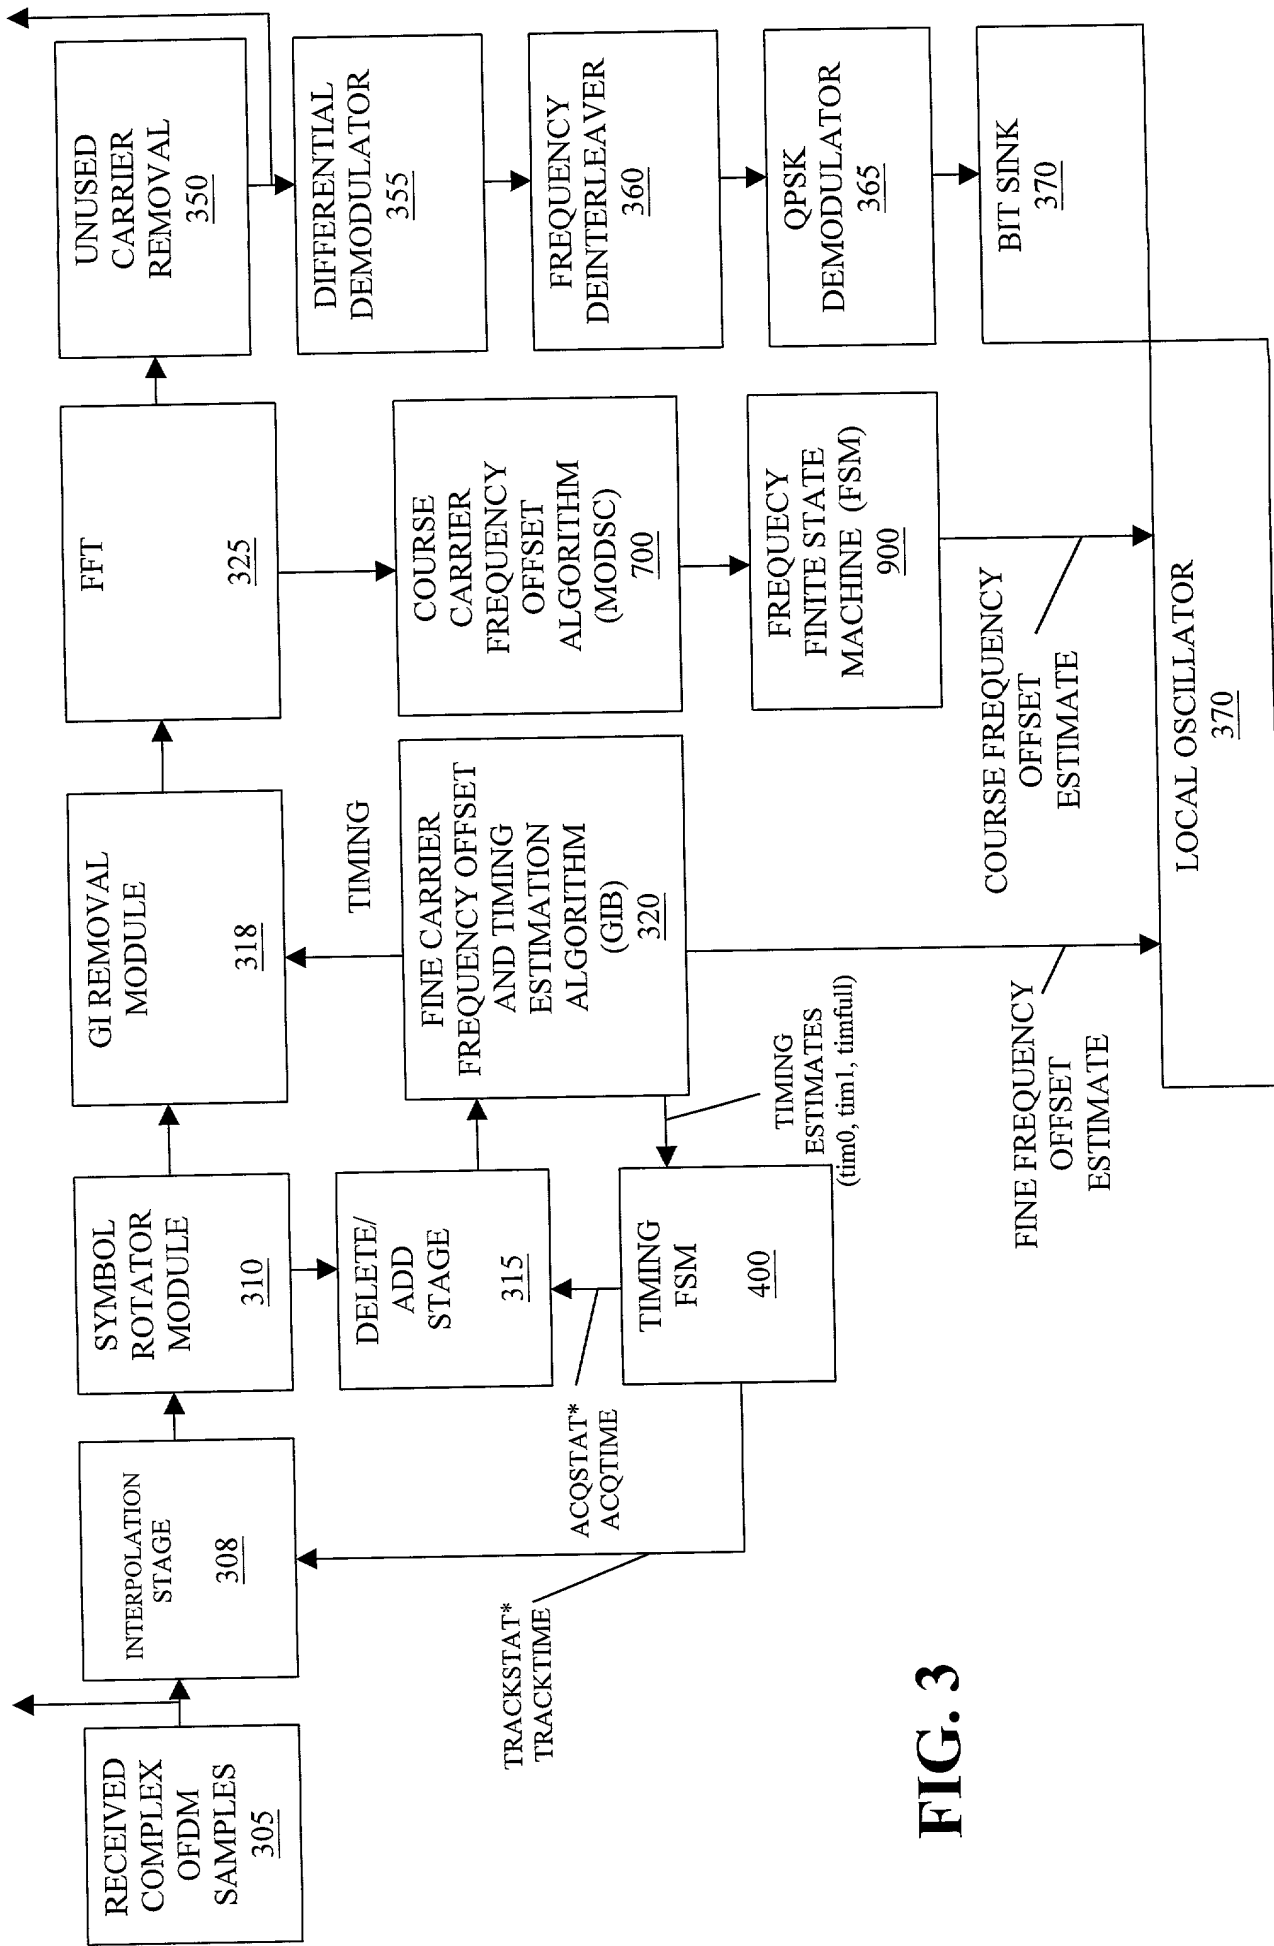 RECEIVED
COMPLEX
OFDM
SAMPLES
305
INTERPOLATION
STAGE
308
SYMBOL
ROTATOR
MODULE
310
GI REMOVAL
MODULE
318
FFT
325
UNUSED
CARRIER
REMOVAL
350
DELETE/
ADD
STAGE
315
TIMING
FINE CARRIER
FREQUENCY OFFSET
AND TIMING
ESTIMATION
ALGORITHM
(GIB)
320
COURSE
CARRIER
FREQUENCY
OFFSET
ALGORITHM
(MODSC)
700
DIFFERENTIAL
DEMODULATOR
355
TRACKSTAT*
TRACKTIME
ACQSTAT*
ACQTIME
TIMING
FSM
400
TIMING
ESTIMATES
(tim0, tim1, timfull)
FREQUECY
FINITE STATE
MACHINE (FSM)
900
FREQUENCY
DEINTERLEAVER
360
QPSK
DEMODULATOR
365
FINE FREQUENCY
OFFSET
ESTIMATE
COURSE FREQUENCY
OFFSET
ESTIMATE
BIT SINK
370
LOCAL OSCILLATOR
370
FIG. 3